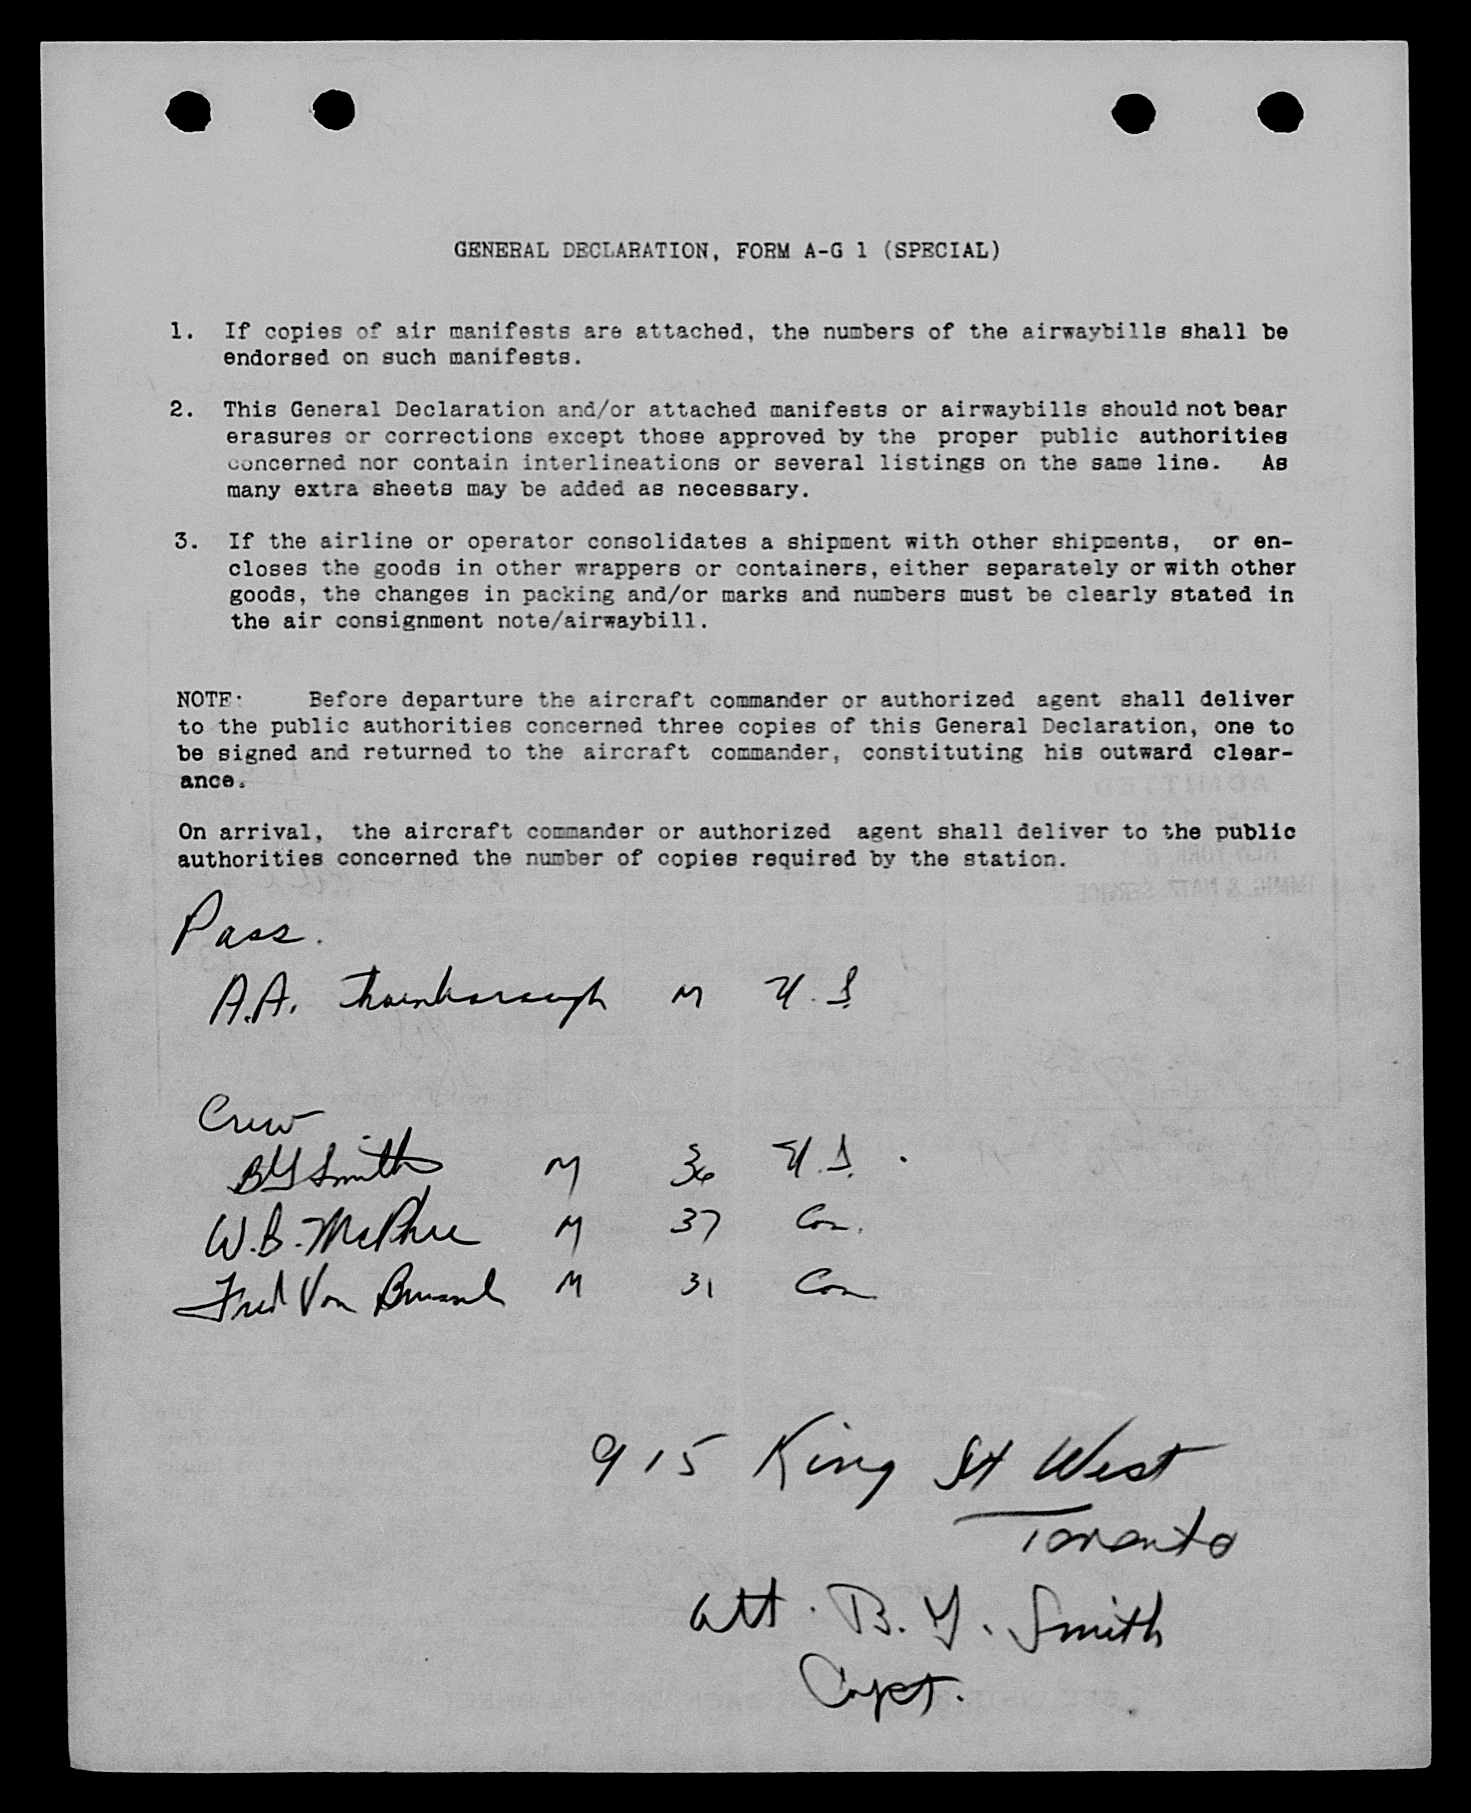 GENERAL DECLARATION, FORM A-G 1 (SPECIAL)
1. If copies of air manifests are attached, the numbers of the airwaybills shall be
endorsed on such manifests.
2. This General Declaration and/or attached manifests or airwaybills should not bear
erasures or corrections except those approved by the proper public authorities
concerned nor contain interlineations or several listings on the same line. As
many extra sheets may be added as necessary.
3. If the airline or operator consolidates a shipment with other shipments, or en-
closes the goods in other wrappers or containers, either separately or with other
goods, the changes in packing and/or marks and numbers must be clearly stated in
the air consignment note/airwaybill.
NOTE: Before departure the aircraft commander or authorized agent shall deliver
to the public authorities concerned three copies of this General Declaration, one to
be signed and returned to the aircraft commander, constituting his outward clear-
ance.
On arrival, the aircraft commander or authorized agent shall deliver to the public
authorities concerned the number of copies required by the station.
Pass.
A.A. Thornborough M U.S.
Crew
BY Smith M 36 U.S.
W.B. McPhee M 37 Can.
Fred Von M 31 Can
915 King St West
Toronto
att. B.Y. Smith
Capt.